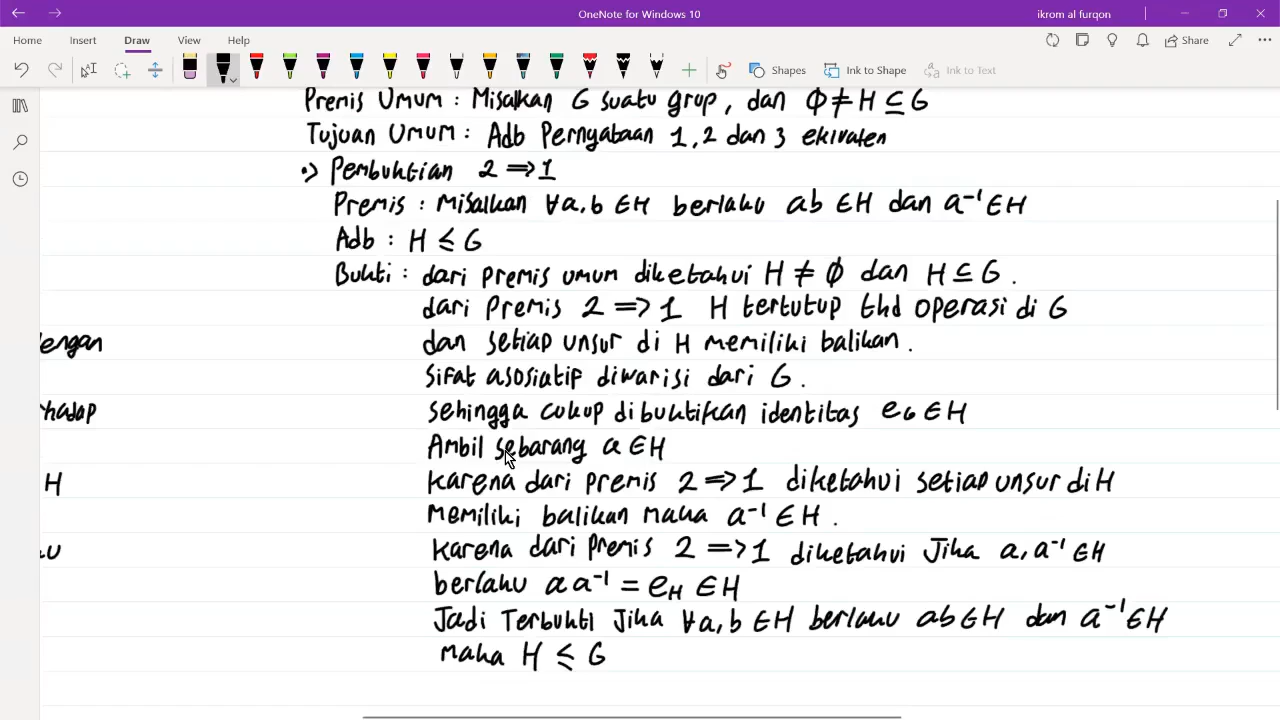 OneNote for Windows 10
ikrom al furqon
Home Insert Draw View Help
Share
Shapes Ink to Shape Ink to Text
Premis Umum : Misalkan G suatu grup, dan ∅ ≠ H ⊆ G
Tujuan Umum : Adb Pernyataan 1, 2 dan 3 ekivalen
•) Pembuktian 2 ⟹ 1
Premis : Misalkan ∀a,b ∈H berlaku ab ∈H dan a⁻¹ ∈H
Adb : H ≤ G
Bukti : dari Premis umum diketahui H ≠ ∅ dan H ⊆ G .
dari Premis 2 ⟹ 1 H tertutup thd operasi di G
engan
dan setiap unsur di H memiliki balikan .
Sifat asosiatif diwarisi dari G .
hadap
Sehingga cukup dibuktikan identitas e_G ∈H
Ambil sebarang a ∈H
H
Karena dari premis 2 ⟹ 1 diketahui setiap unsur di H
Memiliki balikan maka a⁻¹ ∈H .
Karena dari Premis 2 ⟹ 1 diketahui Jika a, a⁻¹ ∈H
berlaku a a⁻¹ = e_H ∈H
Jadi Terbukti Jika ∀a,b ∈H berlaku ab∈H dan a⁻¹ ∈H
maka H ≤ G